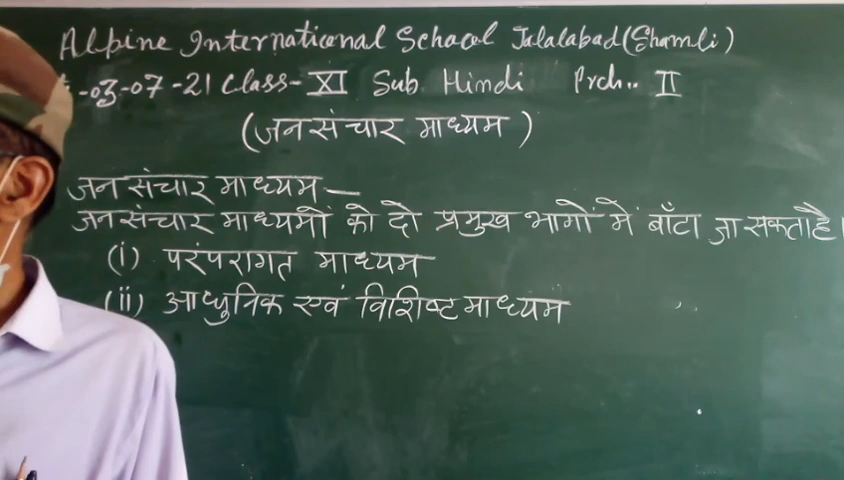 Alpine International School Jalalabad (Shamli)
-03-07-21 Class- XI Sub. Hindi Prch.. II
(जनसंचार माध्यम)
जनसंचार माध्यम —
जनसंचार माध्यमों को दो प्रमुख भागों में बाँटा जा सकता है।
(i) परंपरागत माध्यम
(ii) आधुनिक एवं विशिष्ट माध्यम